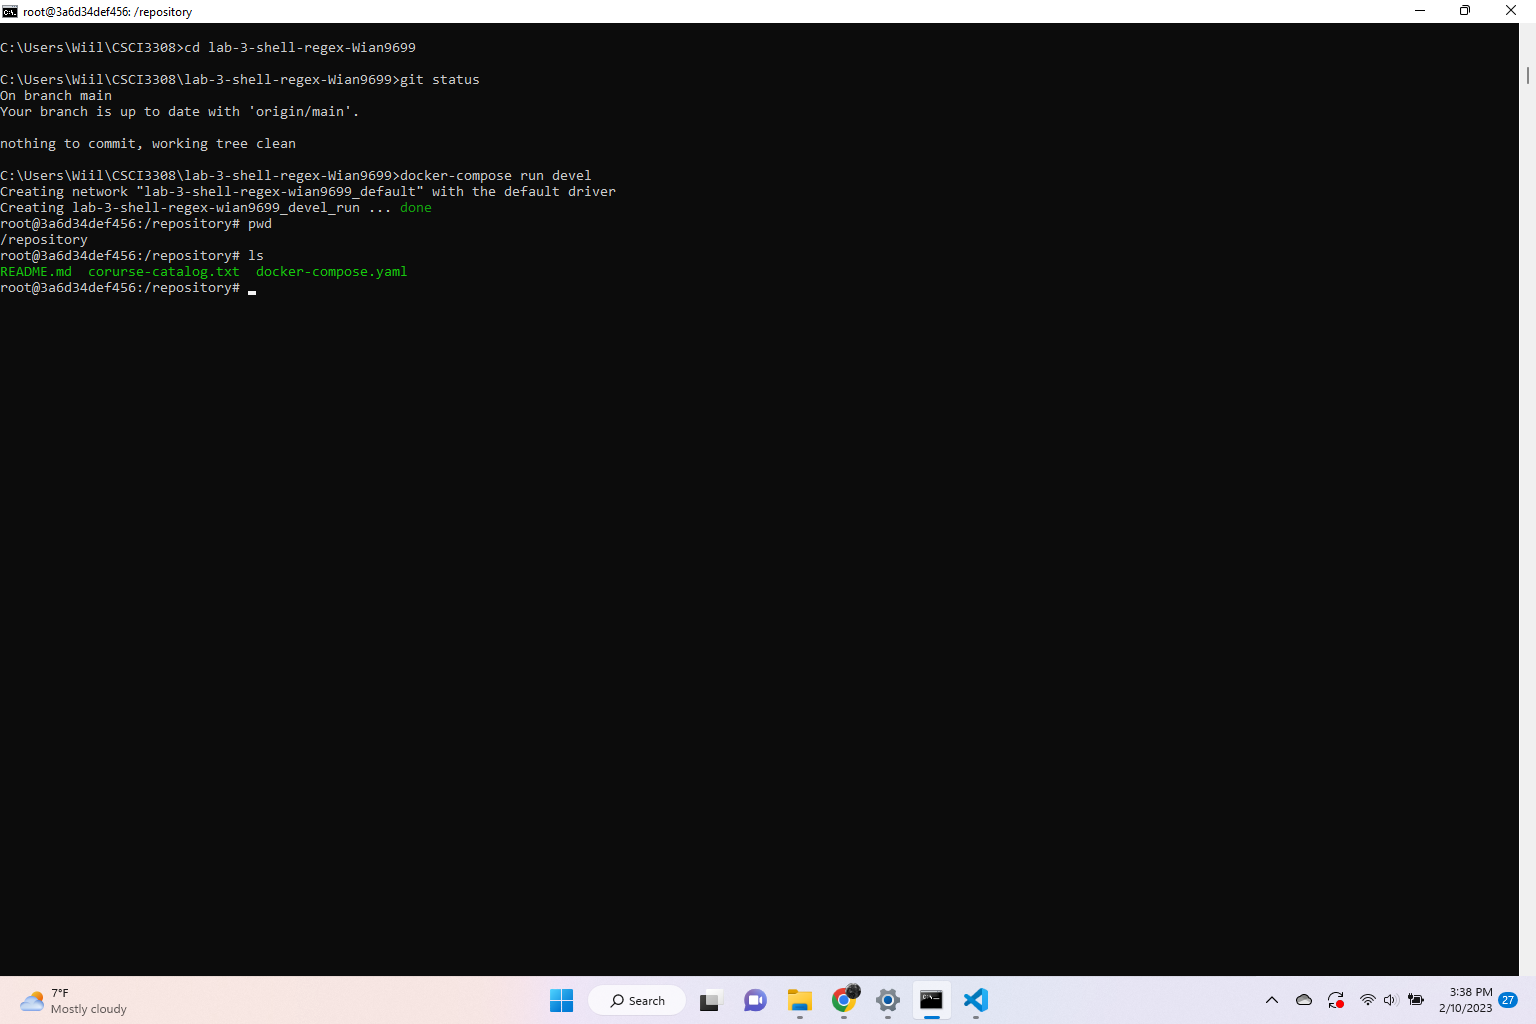 root@3a6d34def456: /repository
C:\Users\Wiil\CSCI3308>cd lab-3-shell-regex-Wian9699
C:\Users\Wiil\CSCI3308\lab-3-shell-regex-Wian9699>git status
On branch main
Your branch is up to date with 'origin/main'.
nothing to commit, working tree clean
C:\Users\Wiil\CSCI3308\lab-3-shell-regex-Wian9699>docker-compose run devel
Creating network "lab-3-shell-regex-wian9699_default" with the default driver
Creating lab-3-shell-regex-wian9699_devel_run ... done
root@3a6d34def456:/repository# pwd
/repository
root@3a6d34def456:/repository# ls
README.md  corurse-catalog.txt  docker-compose.yaml
root@3a6d34def456:/repository#
7°F
Mostly cloudy
Search
3:38 PM
2/10/2023
27